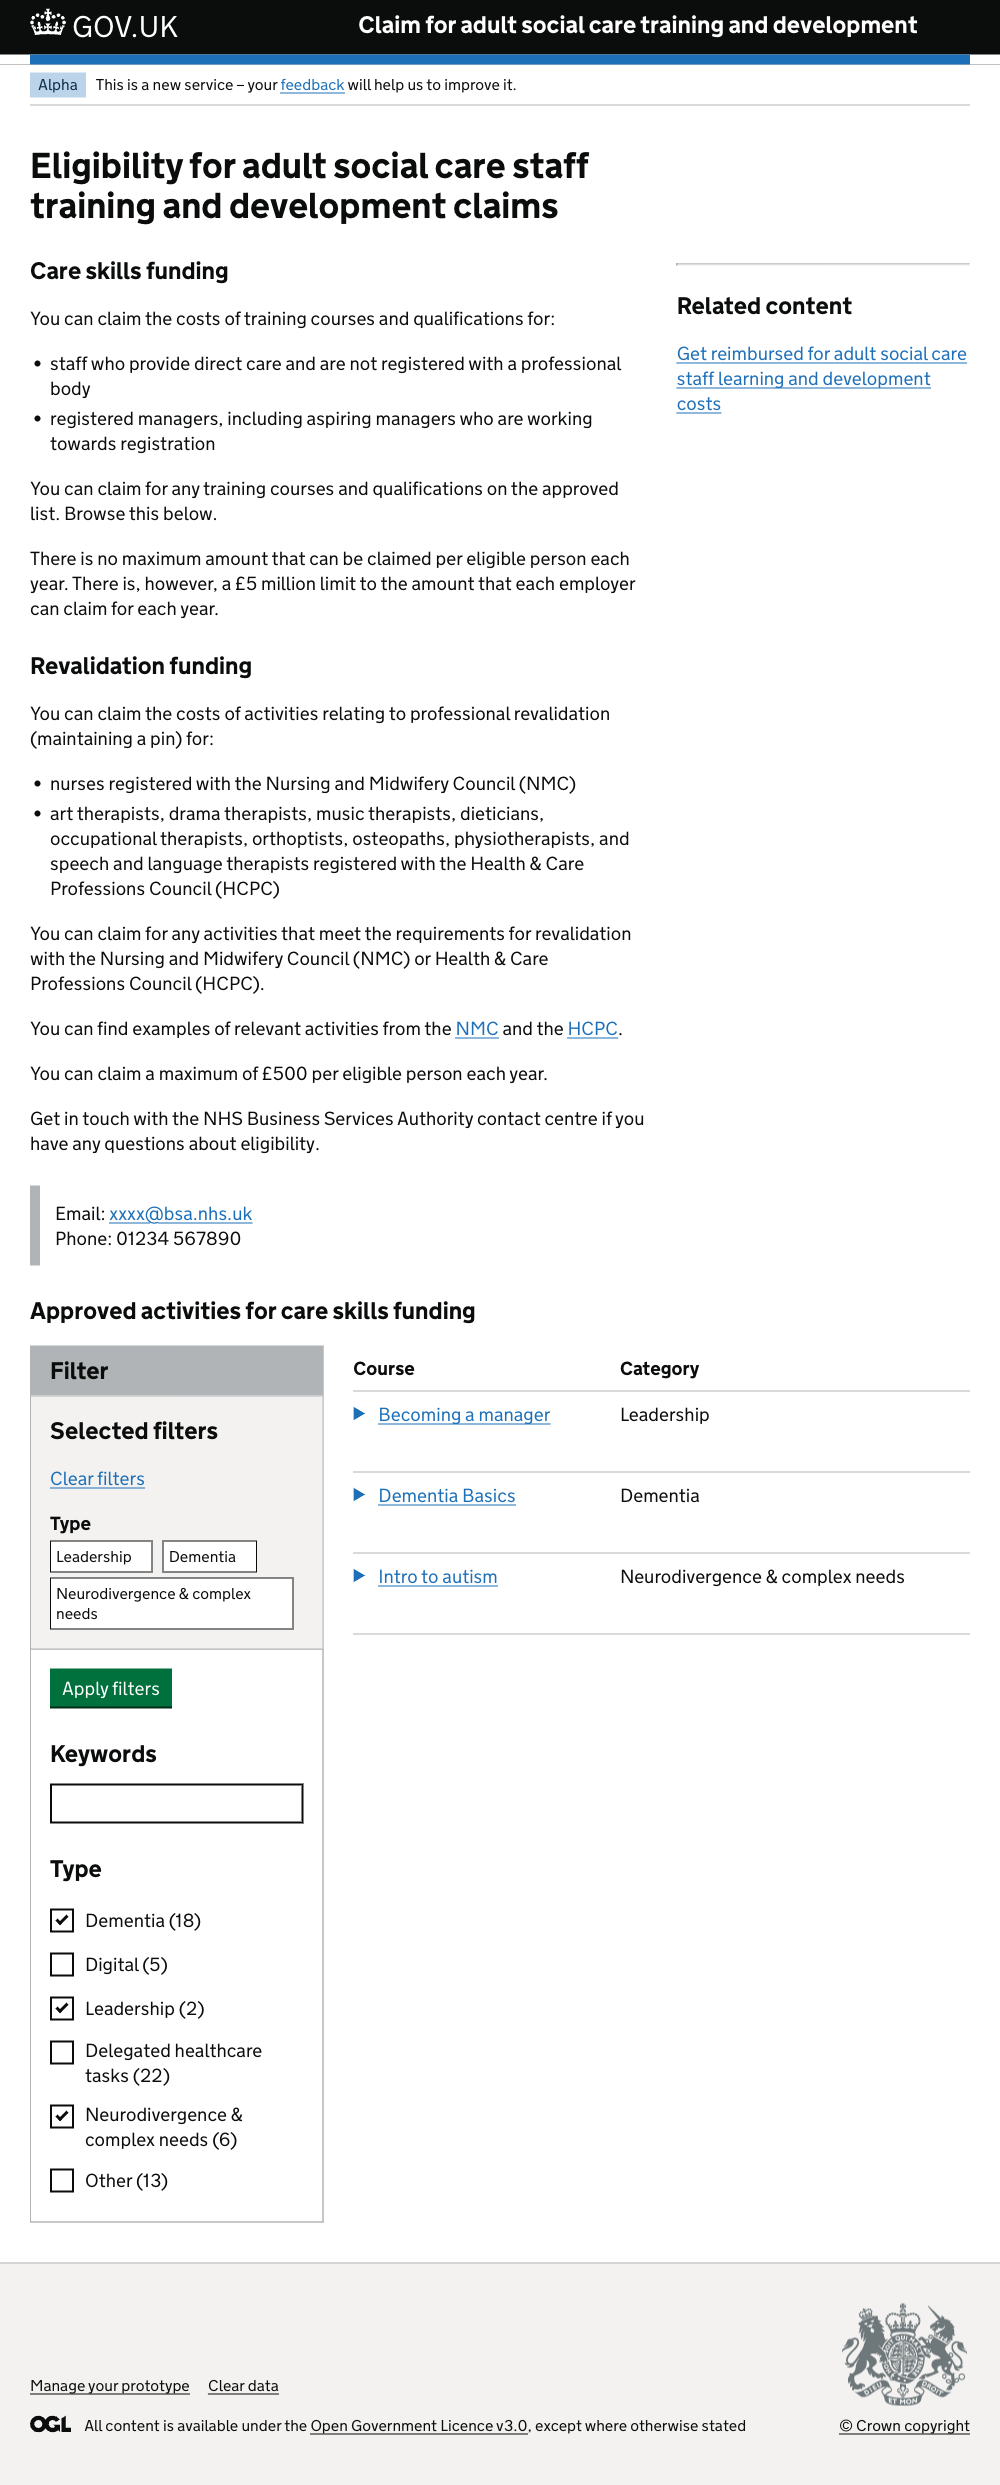 GOV.UK
Claim for adult social care training and development
Alpha
This is a new service – your feedback will help us to improve it.
Eligibility for adult social care staff
training and development claims
Care skills funding
You can claim the costs of training courses and qualifications for:
• staff who provide direct care and are not registered with a professional
body
• registered managers, including aspiring managers who are working
towards registration
You can claim for any training courses and qualifications on the approved
list. Browse this below.
There is no maximum amount that can be claimed per eligible person each
year. There is, however, a £5 million limit to the amount that each employer
can claim for each year.
Related content
Get reimbursed for adult social care
staff learning and development
costs
Revalidation funding
You can claim the costs of activities relating to professional revalidation
(maintaining a pin) for:
• nurses registered with the Nursing and Midwifery Council (NMC)
• art therapists, drama therapists, music therapists, dieticians,
occupational therapists, orthoptists, osteopaths, physiotherapists, and
speech and language therapists registered with the Health & Care
Professions Council (HCPC)
You can claim for any activities that meet the requirements for revalidation
with the Nursing and Midwifery Council (NMC) or Health & Care
Professions Council (HCPC).
You can find examples of relevant activities from the NMC and the HCPC.
You can claim a maximum of £500 per eligible person each year.
Get in touch with the NHS Business Services Authority contact centre if you
have any questions about eligibility.
Email: xxxx@bsa.nhs.uk
Phone: 01234 567890
Approved activities for care skills funding
Filter
Selected filters
Clear filters
Type
Leadership
Dementia
Neurodivergence & complex
needs
Apply filters
Keywords
Type
Dementia (18)
Digital (5)
Leadership (2)
Delegated healthcare
tasks (22)
Neurodivergence &
complex needs (6)
Other (13)
Course Category
Becoming a manager Leadership
Dementia Basics Dementia
Intro to autism Neurodivergence & complex needs
DIEU ET MON DROIT
Manage your prototype Clear data
OGL All content is available under the Open Government Licence v3.0, except where otherwise stated
© Crown copyright